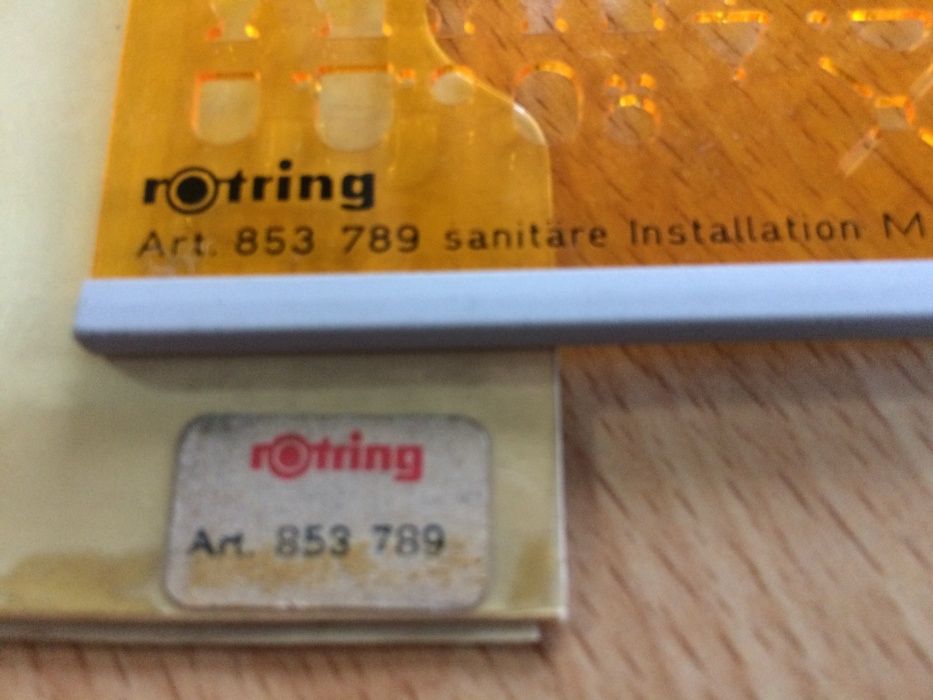 rotring
Art. 853 789 sanitäre Installation M
rotring
Art. 853 789